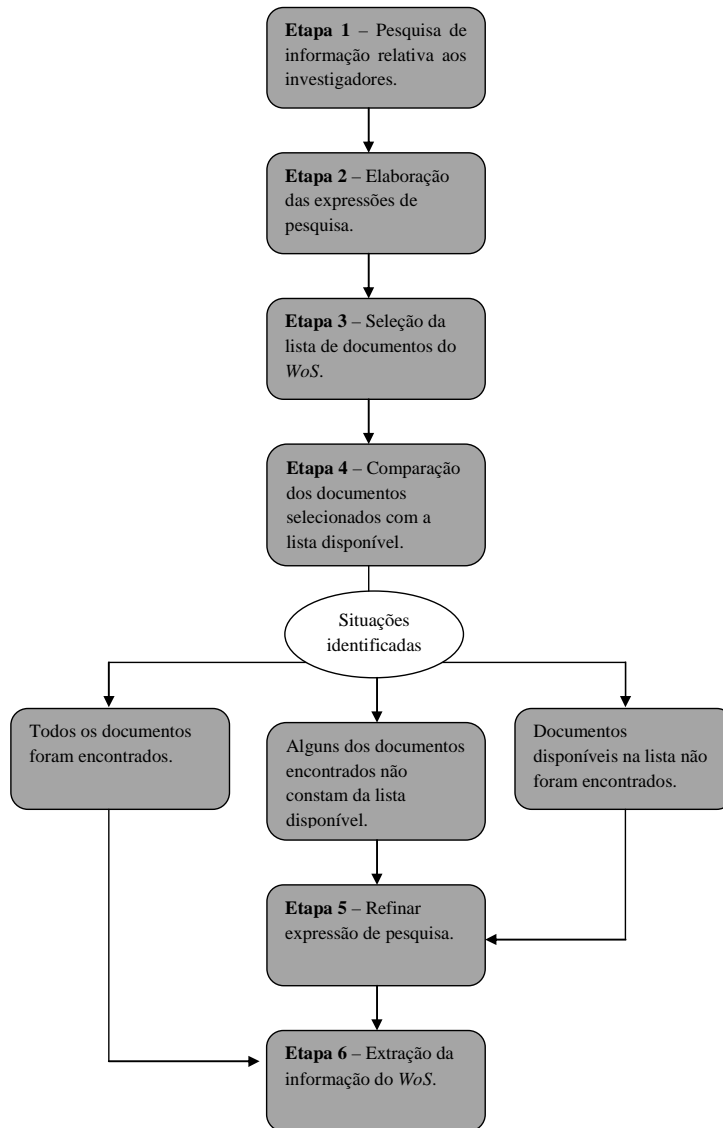 Etapa 1 – Pesquisa de
informação relativa aos
investigadores.
Etapa 2 – Elaboração
das expressões de
pesquisa.
Etapa 3 – Seleção da
lista de documentos do
WoS.
Etapa 4 – Comparação
dos documentos
selecionados com a
lista disponível.
Situações
identificadas
Todos os documentos
foram encontrados.
Alguns dos documentos
encontrados não
constam da lista
disponível.
Documentos
disponíveis na lista não
foram encontrados.
Etapa 5 – Refinar
expressão de pesquisa.
Etapa 6 – Extração da
informação do WoS.